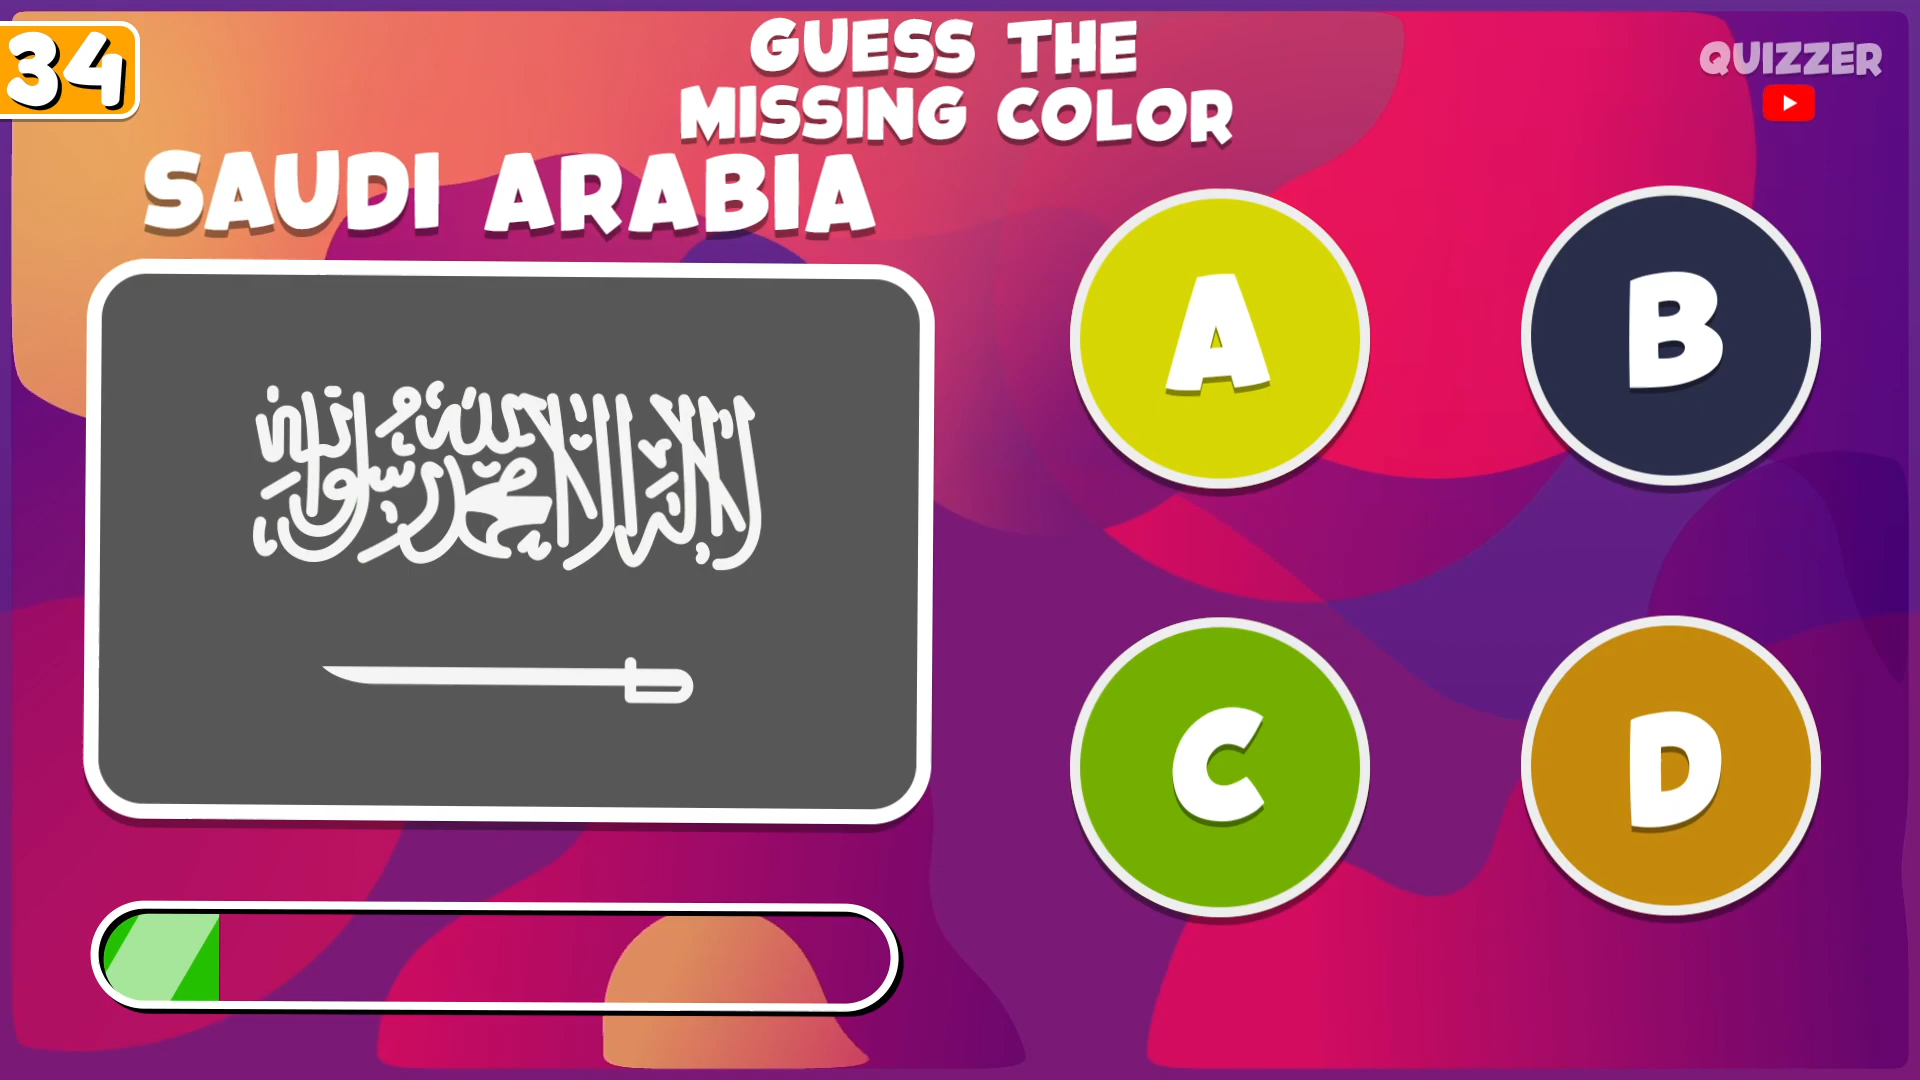 34
GUESS THE
MISSING COLOR
QUIZZER
SAUDI ARABIA
لا إله إلا الله محمد رسول الله
A
B
C
D